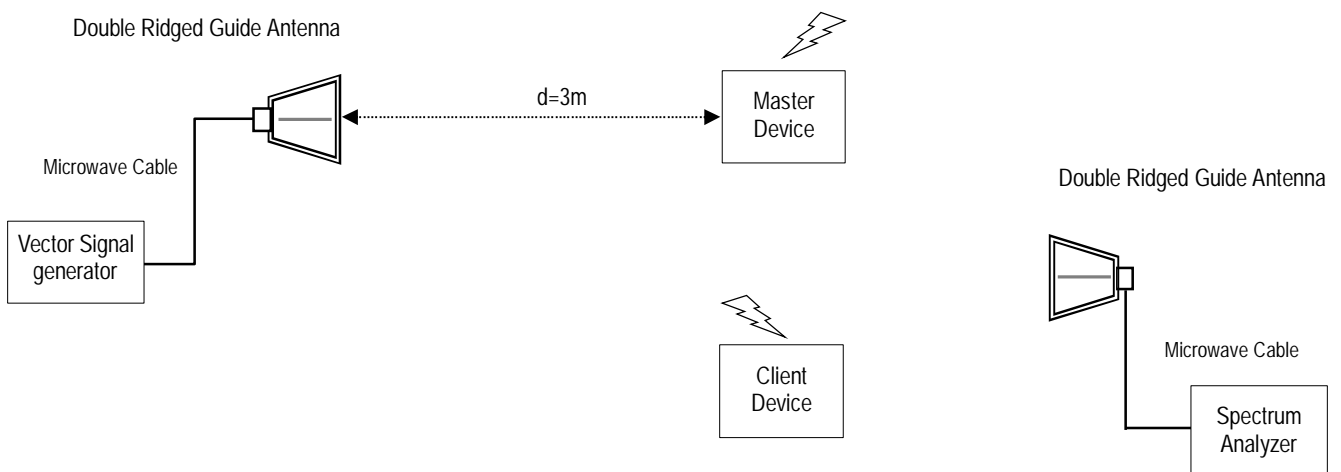 Double Ridged Guide Antenna
d=3m
Master
Device
Microwave Cable
Double Ridged Guide Antenna
Vector Signal
generator
Microwave Cable
Client
Device
Spectrum
Analyzer